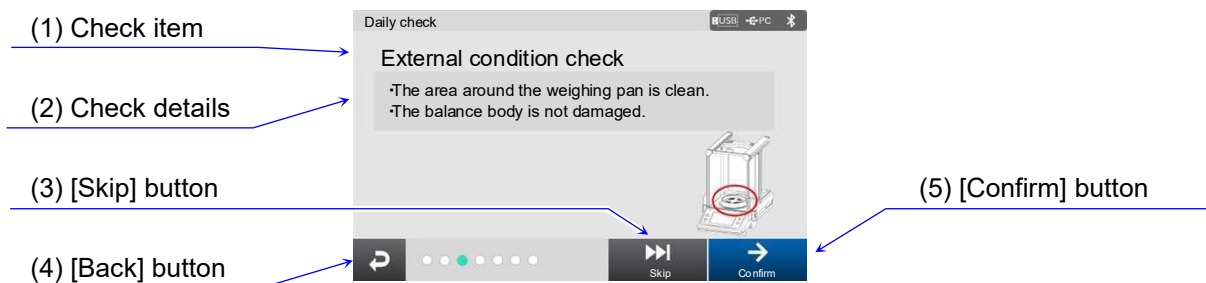 (1) Check item
(2) Check details
(3) [Skip] button
(4) [Back] button
Daily check
USB PC
External condition check
·The area around the weighing pan is clean.
·The balance body is not damaged.
Skip
Confirm
(5) [Confirm] button